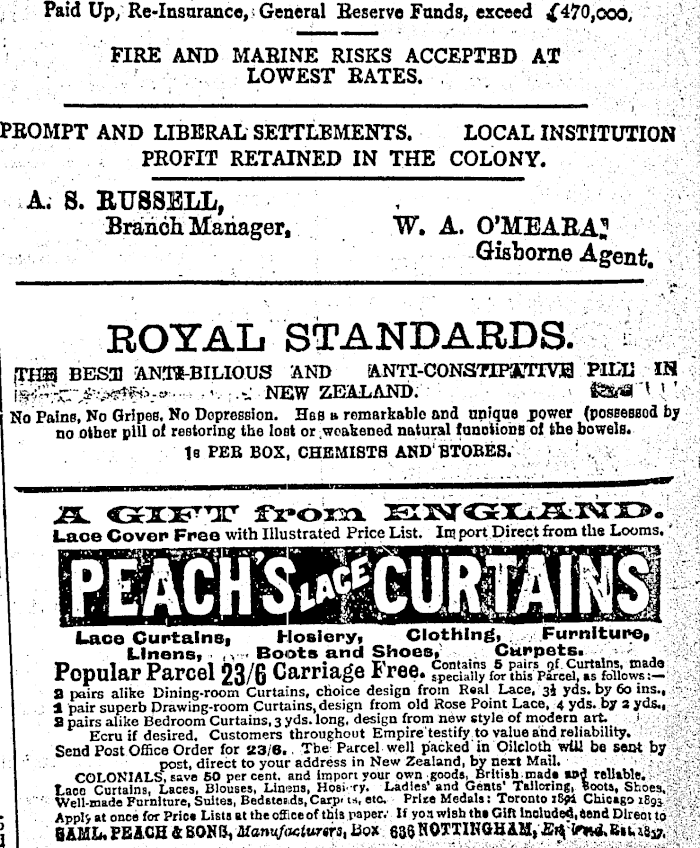 Paid Up, Re-Insurance, General Reserve Funds, exceed £470,000.
FIRE AND MARINE RISKS ACCEPTED AT
LOWEST RATES.
PROMPT AND LIBERAL SETTLEMENTS. LOCAL INSTITUTION
PROFIT RETAINED IN THE COLONY.
A. S. RUSSELL,
Branch Manager,
W. A. O'MEARA,
Gisborne Agent.
ROYAL STANDARDS.
THE BEST ANTI-BILIOUS AND ANTI-CONSTIPATIVE PILL IN
NEW ZEALAND.
No Pains, No Gripes, No Depression. Has a remarkable and unique power (possessed by
no other pill of restoring the lost or weakened natural functions of the bowels.
1s PER BOX, CHEMISTS AND STORES.
A GIFT from ENGLAND.
Lace Cover Free with Illustrated Price List. Import Direct from the Looms.
PEACH'S LACE CURTAINS
Lace Curtains, Hosiery, Clothing, Furniture,
Linens, Boots and Shoes, Carpets.
Popular Parcel 23/6 Carriage Free. Contains 5 pairs of Curtains, made
specially for this Parcel, as follows:—
2 pairs alike Dining-room Curtains, choice design from Real Lace, 3½ yds. by 60 ins.,
1 pair superb Drawing-room Curtains, design from old Rose Point Lace, 4 yds. by 2 yds.,
2 pairs alike Bedroom Curtains, 3 yds. long, design from new style of modern art.
Ecru if desired. Customers throughout Empire testify to value and reliability.
Send Post Office Order for 23/6. The Parcel well packed in Oilcloth will be sent by
post, direct to your address in New Zealand, by next Mail.
COLONIALS, save 50 per cent. and import your own goods, British made and reliable.
Lace Curtains, Laces, Blouses, Linens, Hosiery. Ladies' and Gents' Tailoring, Boots, Shoes,
Well-made Furniture, Suites, Bedsteads, Carpets, etc. Prize Medals: Toronto 1892 Chicago 1893
Apply at once for Price Lists at the office of this paper. If you wish the Gift Included, send Direct to
SAML. PEACH & SONS, Manufacturers, Box 636 NOTTINGHAM, England. Est. 1857.